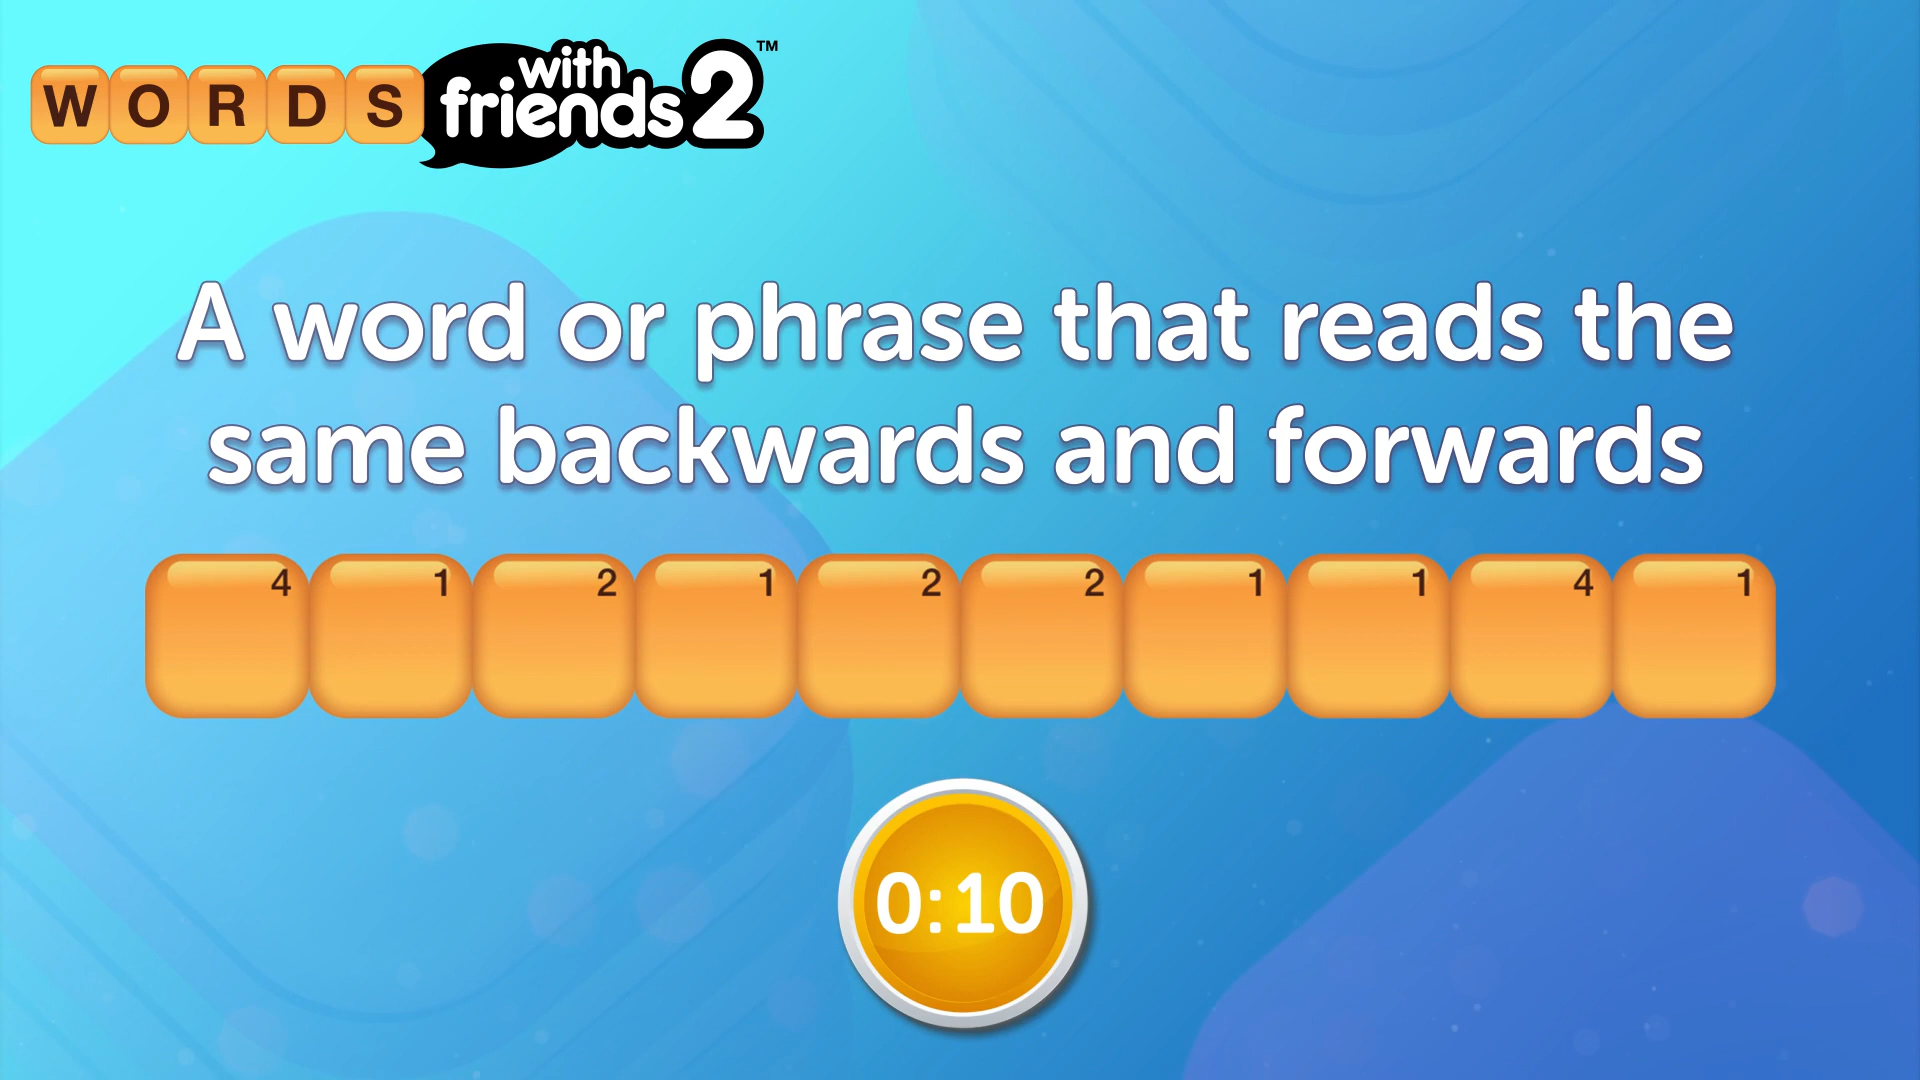 WORDS with friends 2™
A word or phrase that reads the
same backwards and forwards
4 1 2 1 2 2 1 1 4 1
0:10